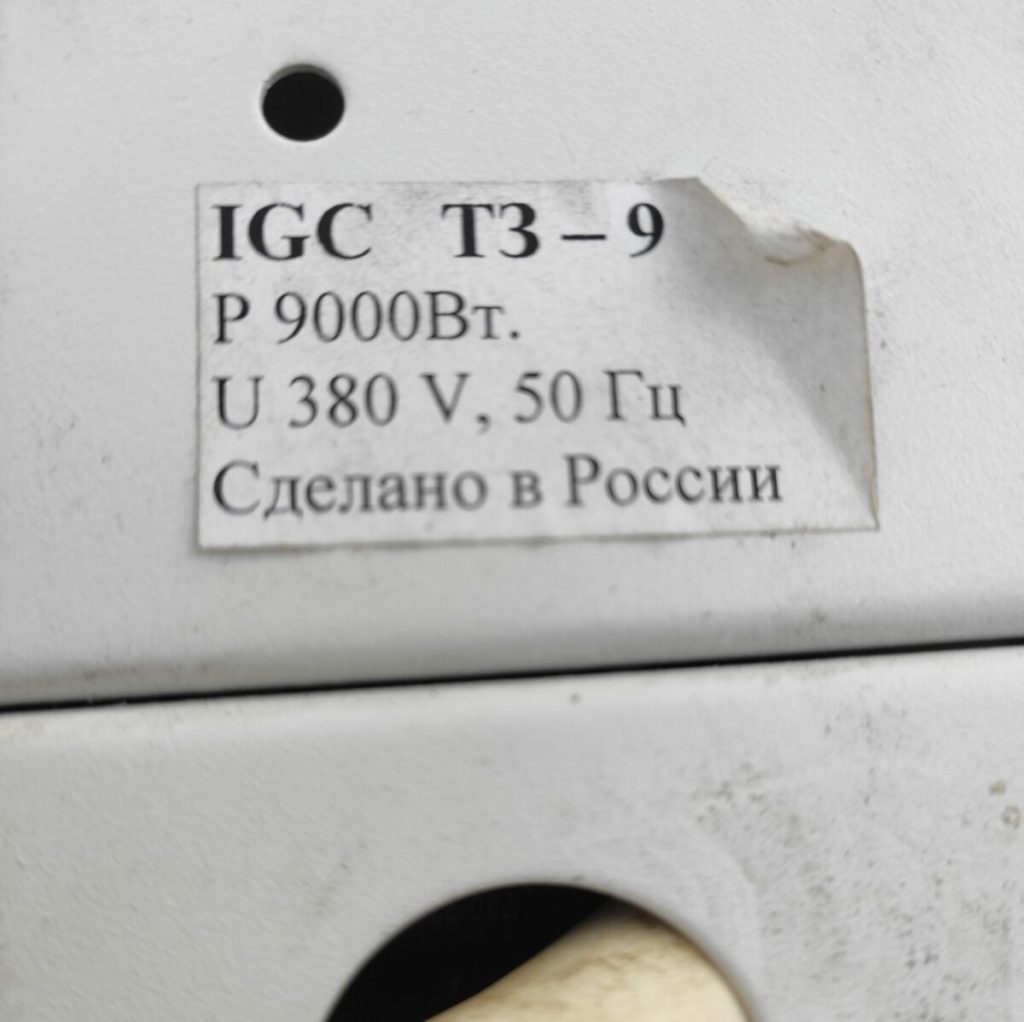 IGC ТЗ – 9
Р 9000Вт.
U 380 V, 50 Гц
Сделано в России